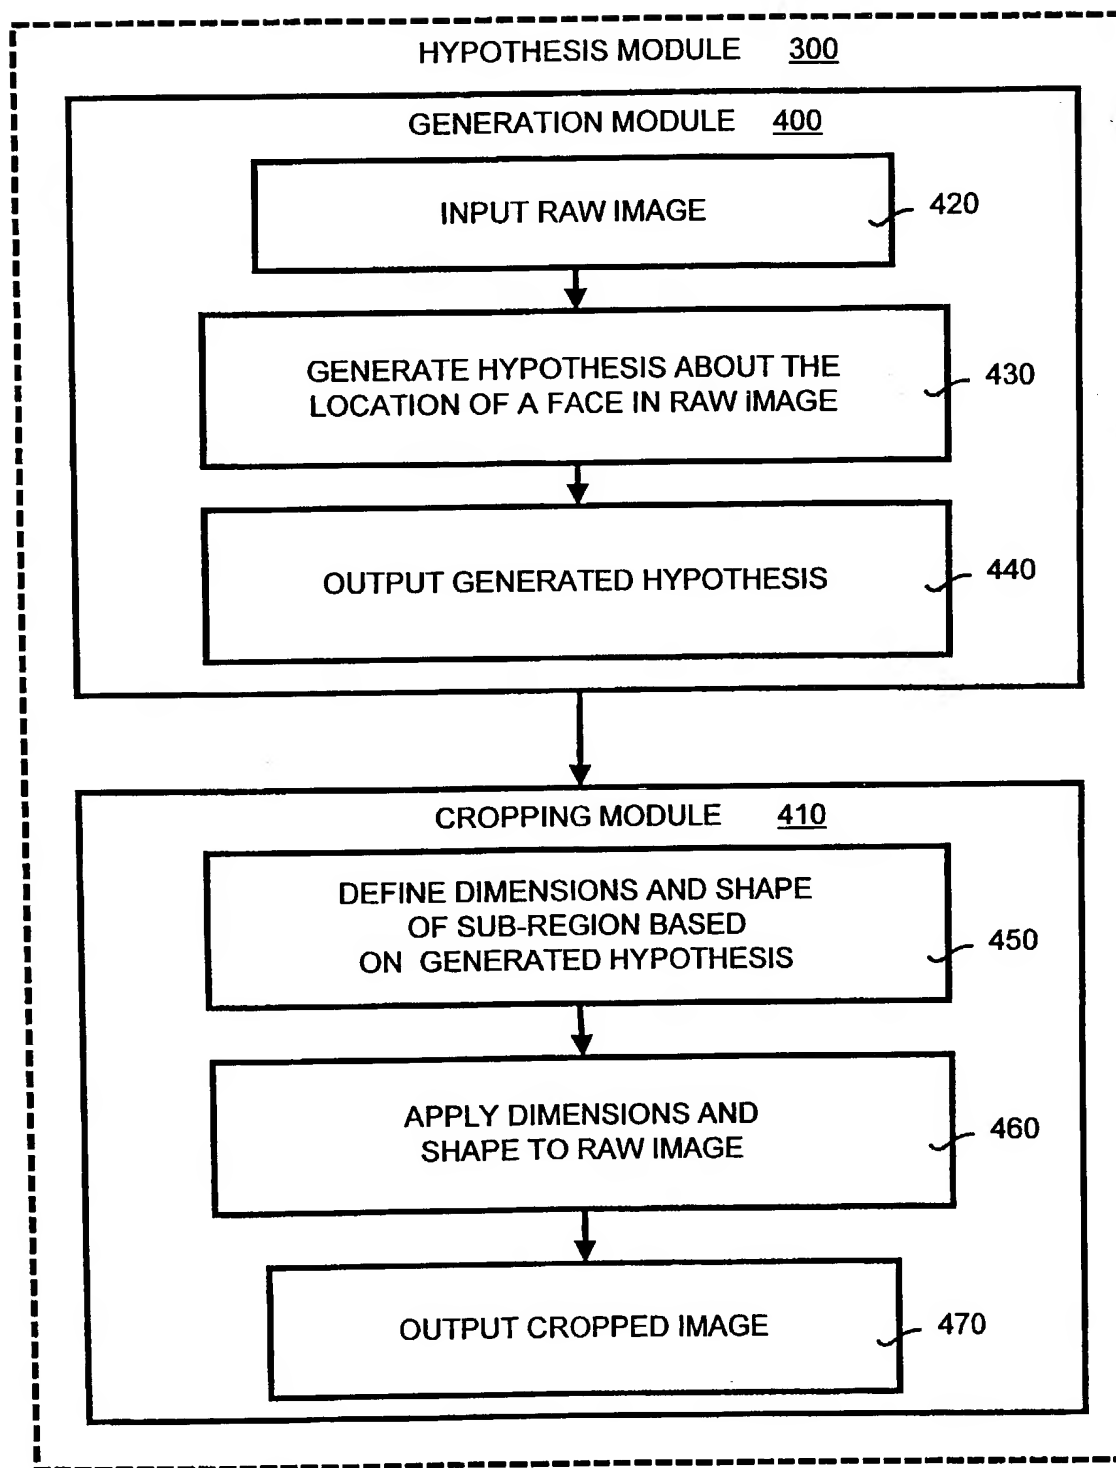 HYPOTHESIS MODULE 300
GENERATION MODULE 400
INPUT RAW IMAGE
420
GENERATE HYPOTHESIS ABOUT THE
LOCATION OF A FACE IN RAW IMAGE
430
OUTPUT GENERATED HYPOTHESIS
440
CROPPING MODULE 410
DEFINE DIMENSIONS AND SHAPE
OF SUB-REGION BASED
ON GENERATED HYPOTHESIS
450
APPLY DIMENSIONS AND
SHAPE TO RAW IMAGE
460
OUTPUT CROPPED IMAGE
470